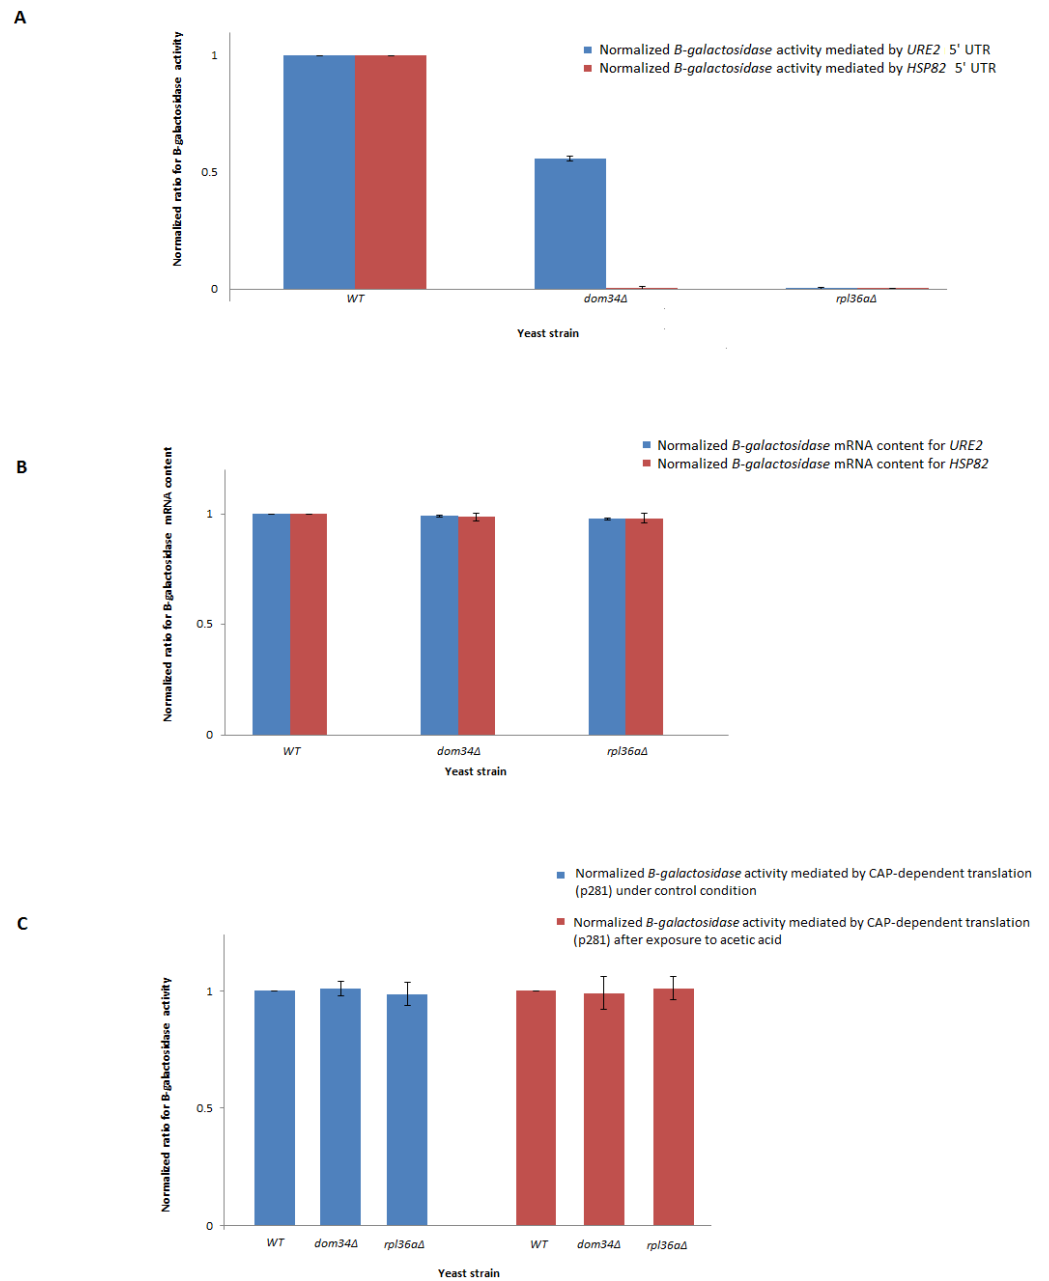 A
Normalized ratio for B-galactosidase activity
1
0.5
0
Normalized B-galactosidase activity mediated by URE2 5' UTR
Normalized B-galactosidase activity mediated by HSP82 5' UTR
WT
dom34Δ
rpl36aΔ
Yeast strain
B
Normalized ratio for B-galactosidase mRNA content
1
0.5
0
Normalized B-galactosidase mRNA content for URE2
Normalized B-galactosidase mRNA content for HSP82
WT
dom34Δ
rpl36aΔ
Yeast strain
C
Normalized ratio for B-galactosidase activity
1
0.5
0
Normalized B-galactosidase activity mediated by CAP-dependent translation
(p281) under control condition
Normalized B-galactosidase activity mediated by CAP-dependent translation
(p281) after exposure to acetic acid
WT
dom34Δ
rpl36aΔ
WT
dom34Δ
rpl36aΔ
Yeast strain